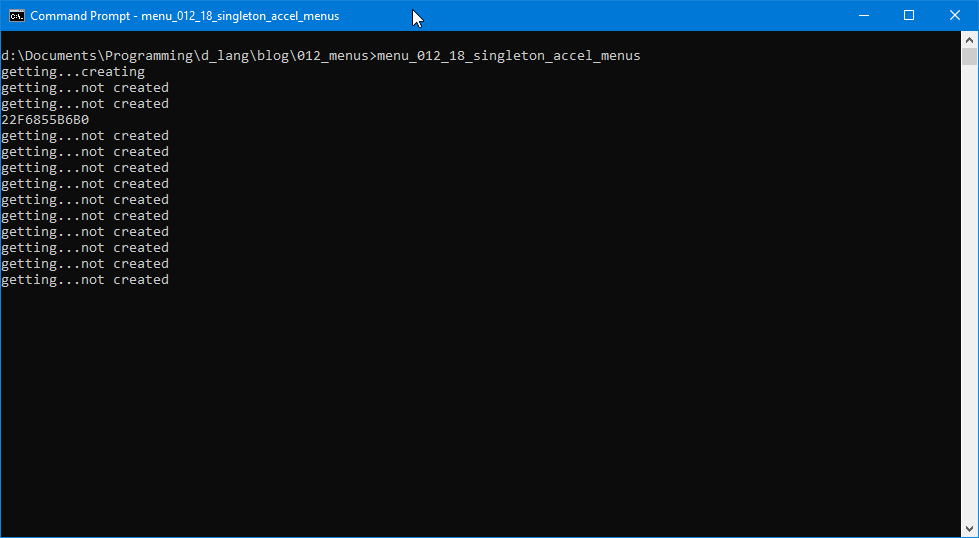 Command Prompt - menu_012_18_singleton_accel_menus
d:\Documents\Programming\d_lang\blog\012_menus>menu_012_18_singleton_accel_menus
getting...creating
getting...not created
getting...not created
22F6855B6B0
getting...not created
getting...not created
getting...not created
getting...not created
getting...not created
getting...not created
getting...not created
getting...not created
getting...not created
getting...not created